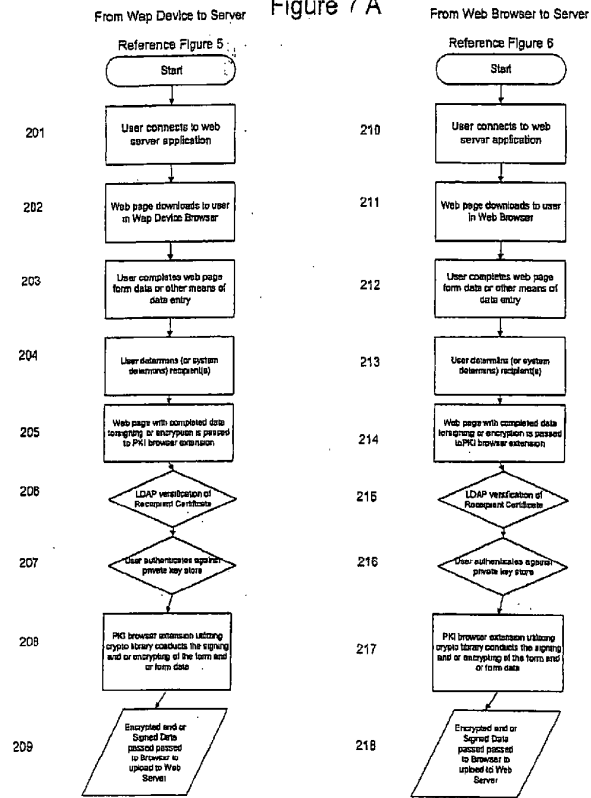 Figure 7 A
From Wap Device to Server
Reference Figure 5
Start
201
User connects to web
server application
202
Web page downloads to user
in Wap Device Browser
203
User completes web page
form data or other means of
data entry
204
User determins (or system
determons) recipient(s)
205
Web page with completed data
forsigning or encryption is passed
to PKI browser extension
206
LDAP versification of
Recepient Certificate
207
User authenticates against
private key store
208
PKI browser extension utilizing
crypto library conducts the signing
and or encrypting of the form and
or form data
209
Encrypted and or
Signed Data
passed passed
to Browser to
upload to Web
Server
From Web Browser to Server
Reference Figure 6
Start
210
User connects to web
server application
211
Web page downloads to user
in Web Browser
212
User completes web page
form data or other means of
data entry
213
User determins (or system
determons) recipient(s)
214
Web page with completed data
forsigning or encryption is passed
toPKI browser extension
215
LDAP versification of
Recepient Certificate
216
User authenticates against
private key store
217
PKI browser extension utilizing
crypto library conducts the signing
and or encrypting of the form and
or form data
218
Encrypted and or
Signed Data
passed passed
to Browser to
upload to Web
Server